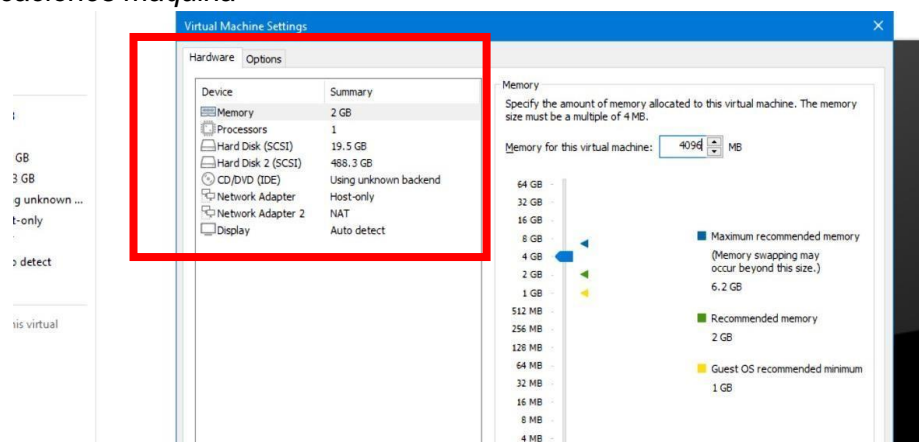 máquina
Virtual Machine Settings
Hardware Options
Device Summary
Memory 2 GB
Processors 1
Hard Disk (SCSI) 19.5 GB
Hard Disk 2 (SCSI) 488.3 GB
CD/DVD (IDE) Using unknown backend
Network Adapter Host-only
Network Adapter 2 NAT
Display Auto detect
GB
3 GB
g unknown ...
t-only
detect
his virtual
Memory
Specify the amount of memory allocated to this virtual machine. The memory
size must be a multiple of 4 MB.
Memory for this virtual machine: 4096 MB
64 GB
32 GB
16 GB
8 GB
4 GB
2 GB
1 GB
512 MB
256 MB
128 MB
64 MB
32 MB
16 MB
8 MB
4 MB
Maximum recommended memory
(Memory swapping may
occur beyond this size.)
6.2 GB
Recommended memory
2 GB
Guest OS recommended minimum
1 GB